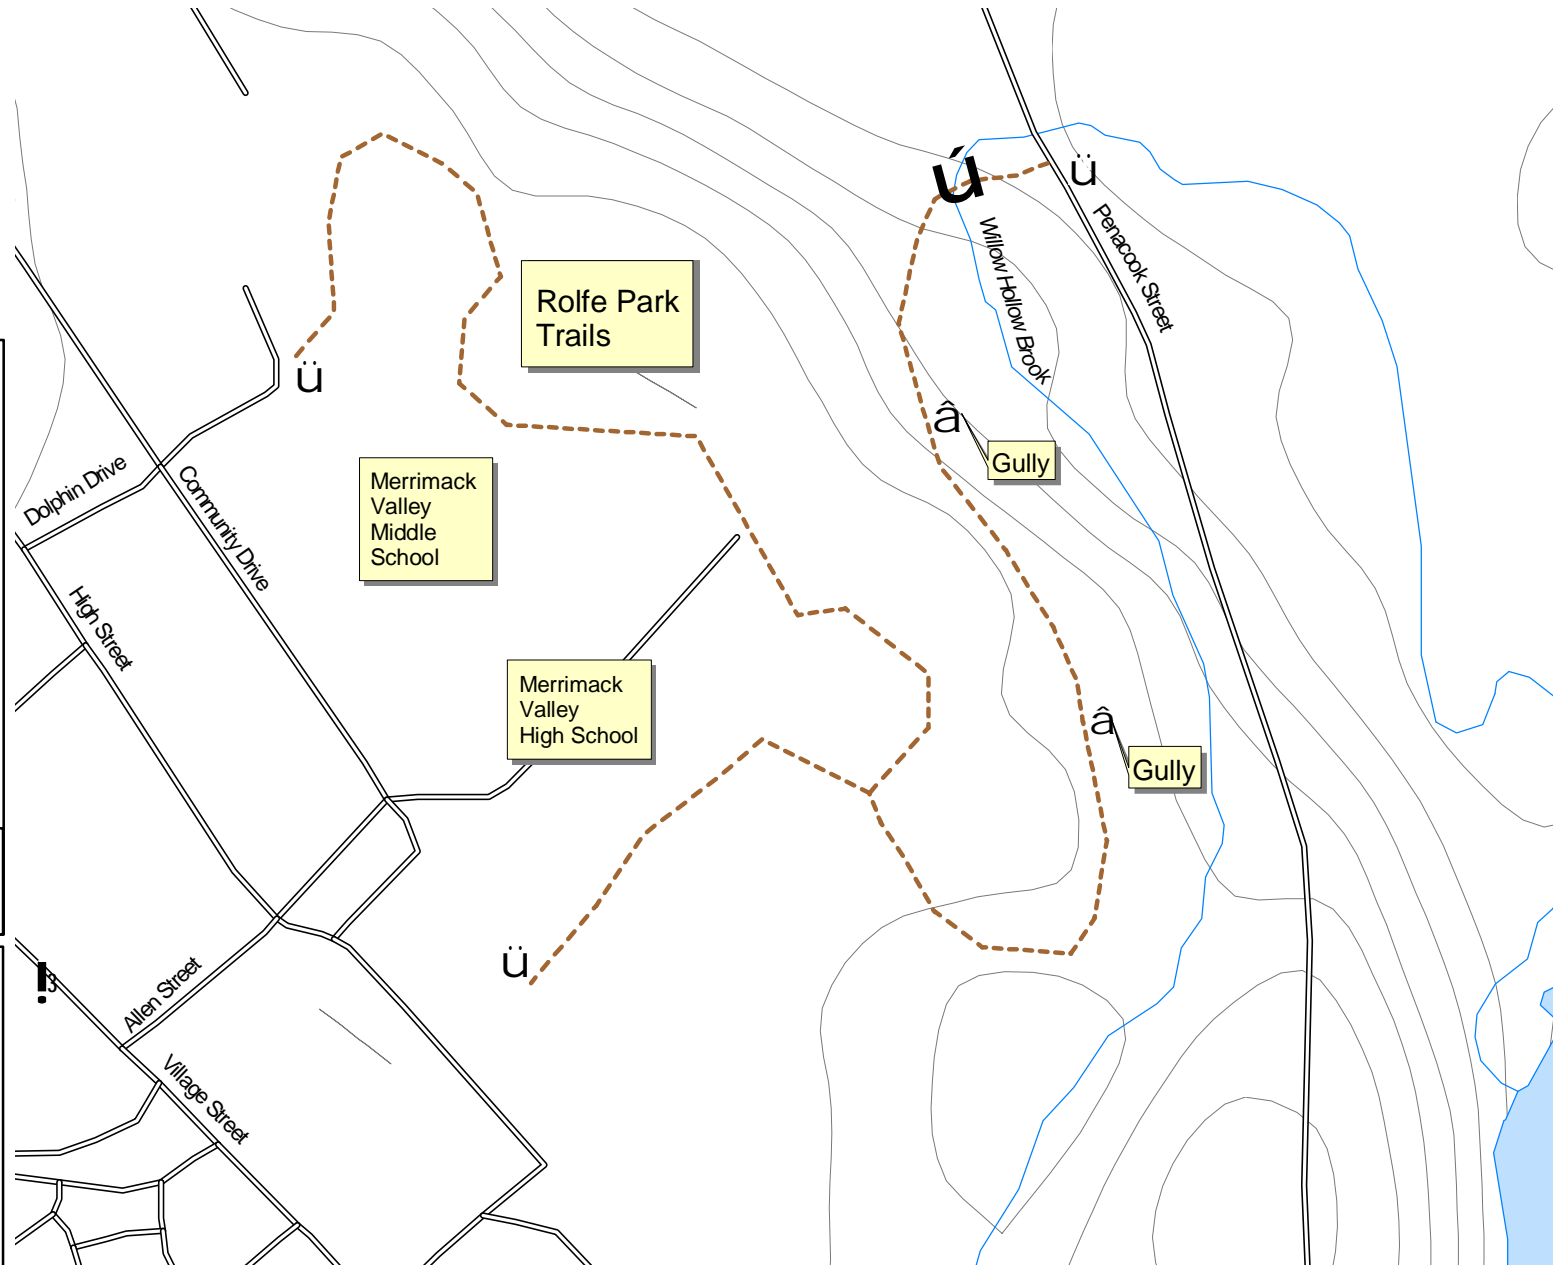 ú
ü
Penacook Street
Willow Hollow Brook
Rolfe Park
Trails
ü
â
Gully
Dolphin Drive
Community Drive
Merrimack
Valley
Middle
School
High Street
Merrimack
Valley
High School
â
Gully
ü
i
3
Allen Street
Village Street